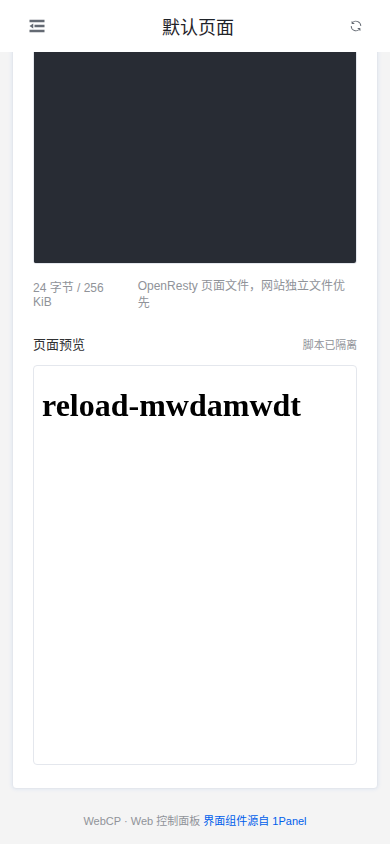 默认页面
24 字节 / 256
KiB
OpenResty 页面文件，网站独立文件优
先
页面预览
脚本已隔离
reload-mwdamwdt
WebCP · Web 控制面板 界面组件源自 1Panel